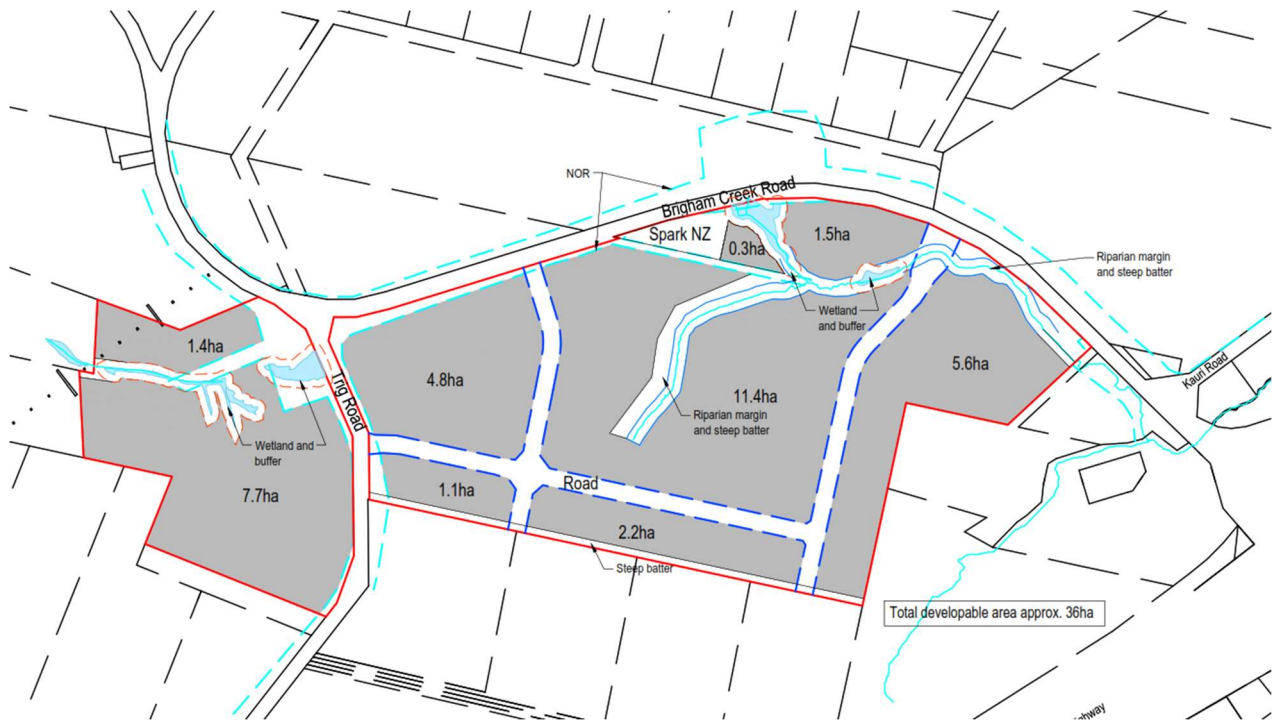 NOR
Brigham Creek Road
Spark NZ
0.3ha
1.5ha
Riparian margin
and steep batter
Wetland
and buffer
1.4ha
4.8ha
Trig Road
5.6ha
Kauri Road
11.4ha
Riparian margin
and steep batter
Wetland and
buffer
7.7ha
1.1ha
Road
2.2ha
Steep batter
Total developable area approx. 36ha